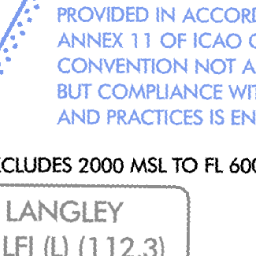 PROVIDED IN ACCORD
ANNEX 11 OF ICAO C
CONVENTION NOT A
BUT COMPLIANCE WIT
AND PRACTICES IS EN
XCLUDES 2000 MSL TO FL 600
LANGLEY
LFI (L) (112.3)